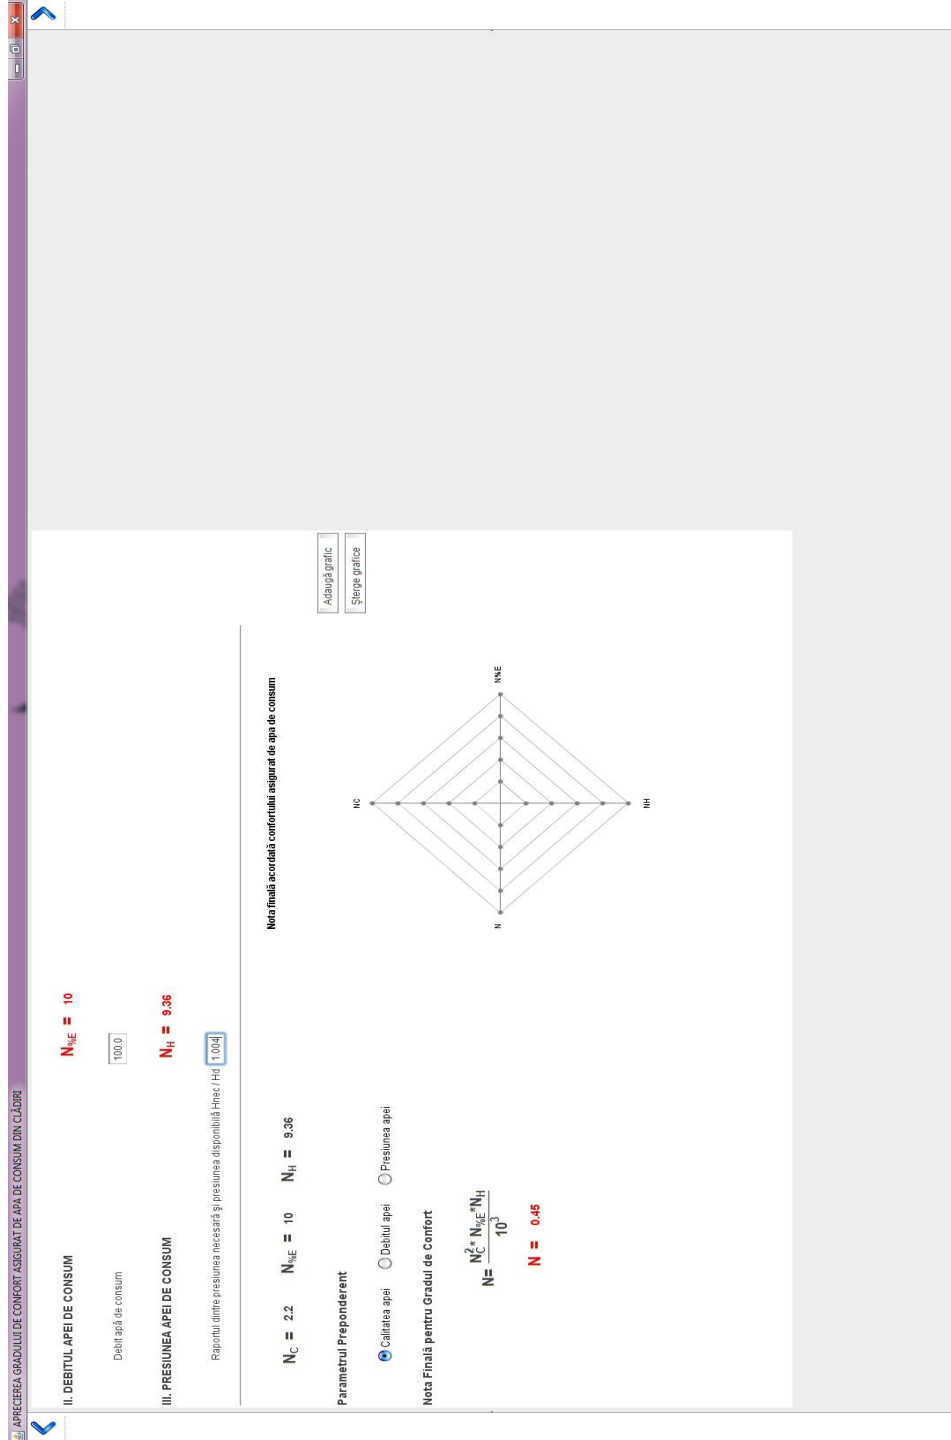 APRECIEREA GRADULUI DE CONFORT ASIGURAT DE APA DE CONSUM DIN CLĂDIRI
II. DEBITUL APEI DE CONSUM
N%E = 10
Debit apă de consum
100.0
III. PRESIUNEA APEI DE CONSUM
NH = 9.36
Raportul dintre presiunea necesară şi presiunea disponibilă Hnec / Hd
1.004
NC = 2.2 N%E = 10 NH = 9.36
Parametrul Preponderent
Calitatea apei Debitul apei Presiunea apei
Nota Finală pentru Gradul de Confort
N= NC2* N%E*NH
103
N = 0.45
Nota finală acordată confortului asigurat de apa de consum
NC
N
N%E
NH
Adaugă grafic
Şterge grafice